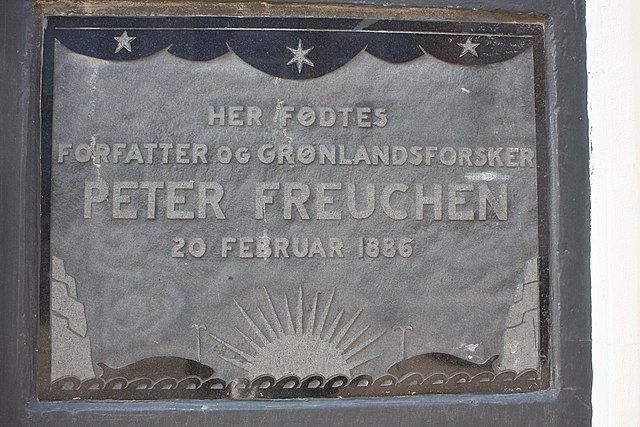 HER FØDTES
FORFATTER OG GRØNLANDSFORSKER
PETER FREUCHEN
20 FEBRUAR 1886